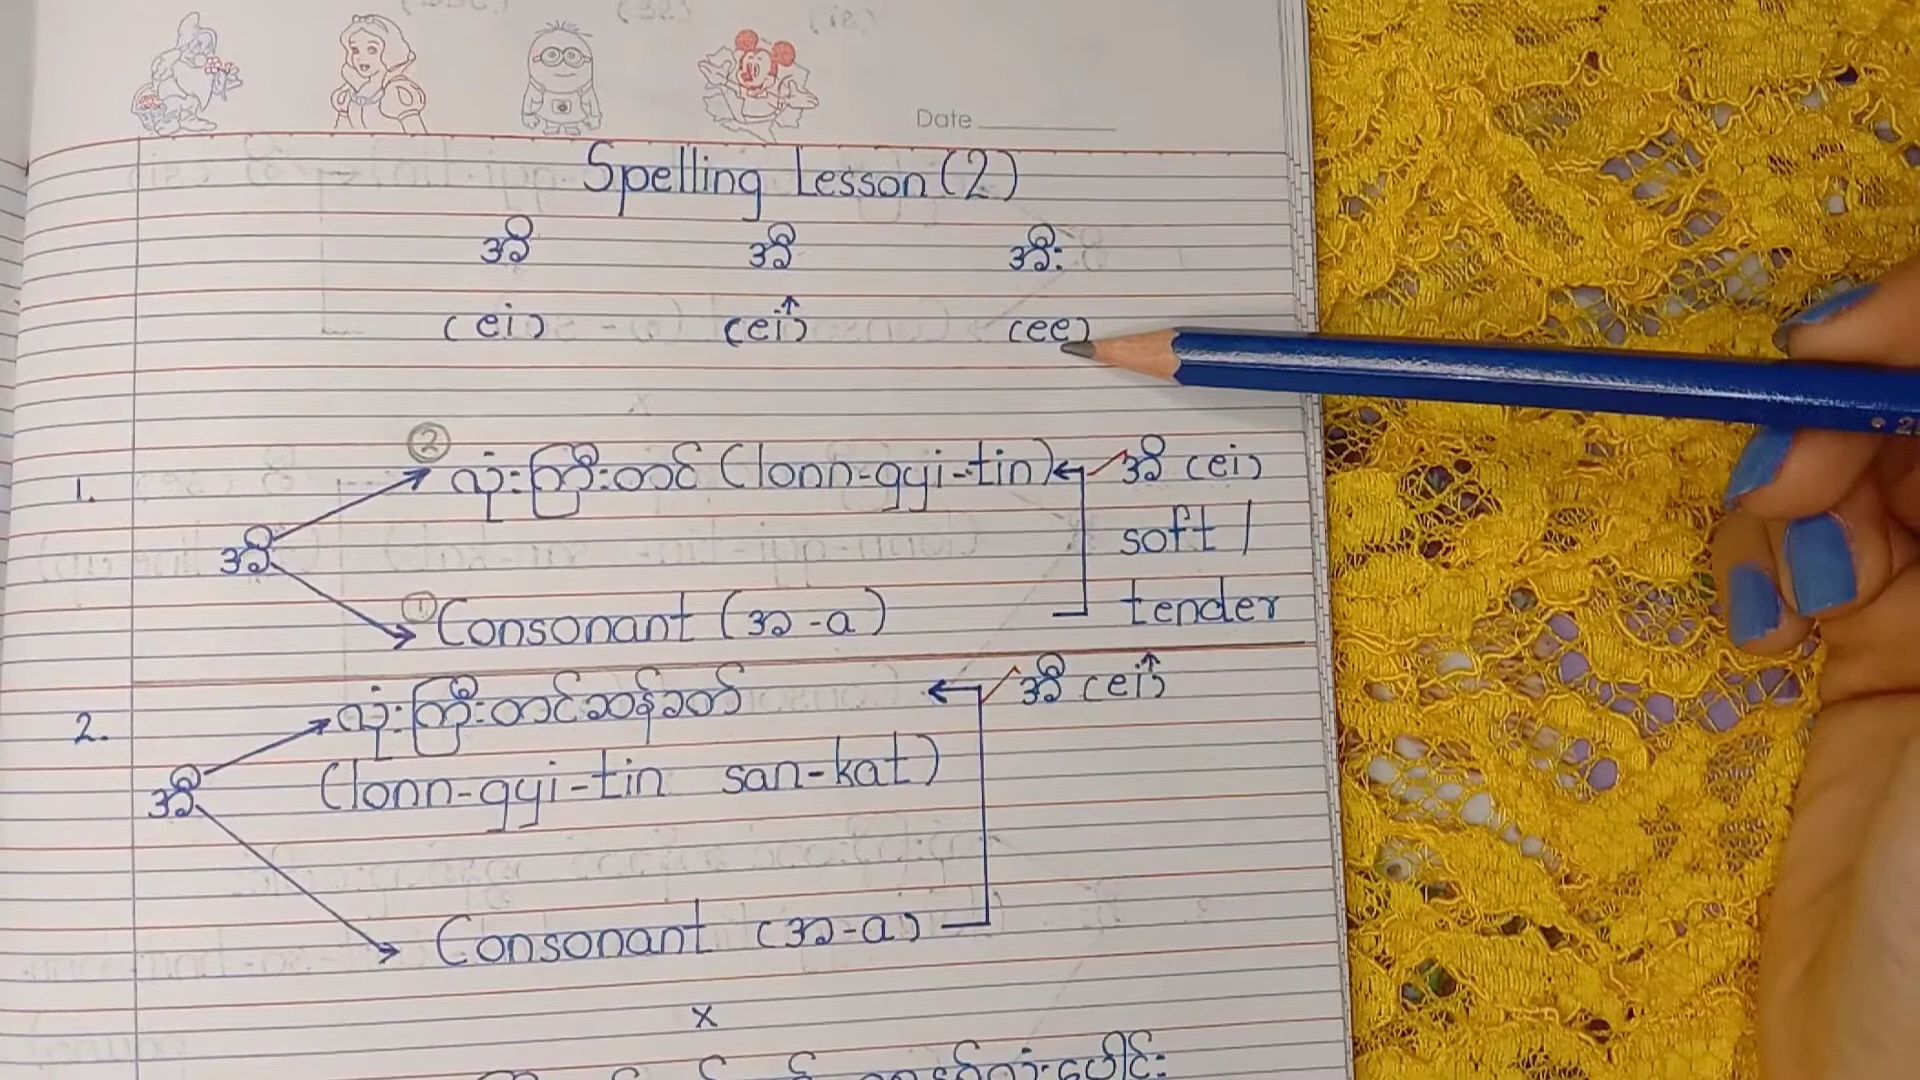 Date
Spelling Lesson (2)
အိ အီ အီး
(ei) (ei↑) (ee)
1. အိ
② လုံးကြီးတင် (lonn-gyi-tin) ← အိ (ei)
soft /
① Consonant (အ-a) tender
2. အီ
လုံးကြီးတင်ဆန်ခတ် ← အီ (ei↑)
(lonn-gyi-tin san-kat)
Consonant (အ-a)
x